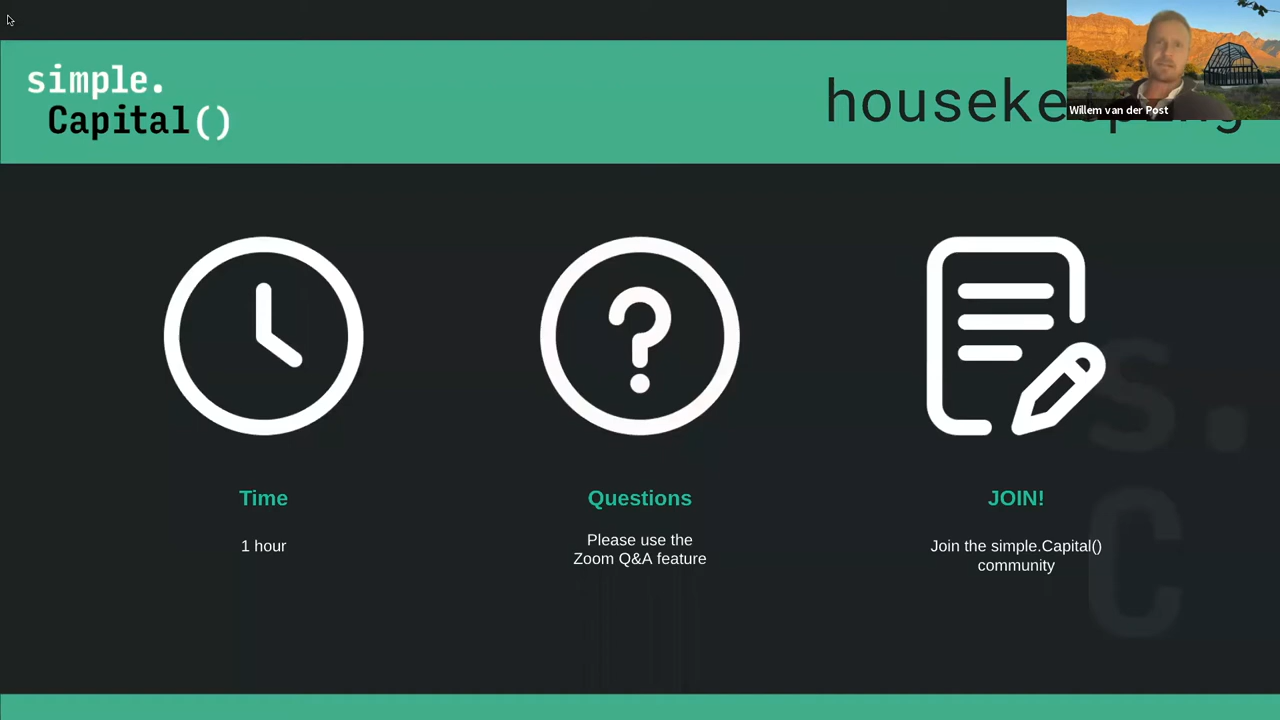 simple.
Capital()
Willem van der Post
Time
1 hour
Questions
Please use the
Zoom Q&A feature
JOIN!
Join the simple.Capital()
community
s.
C